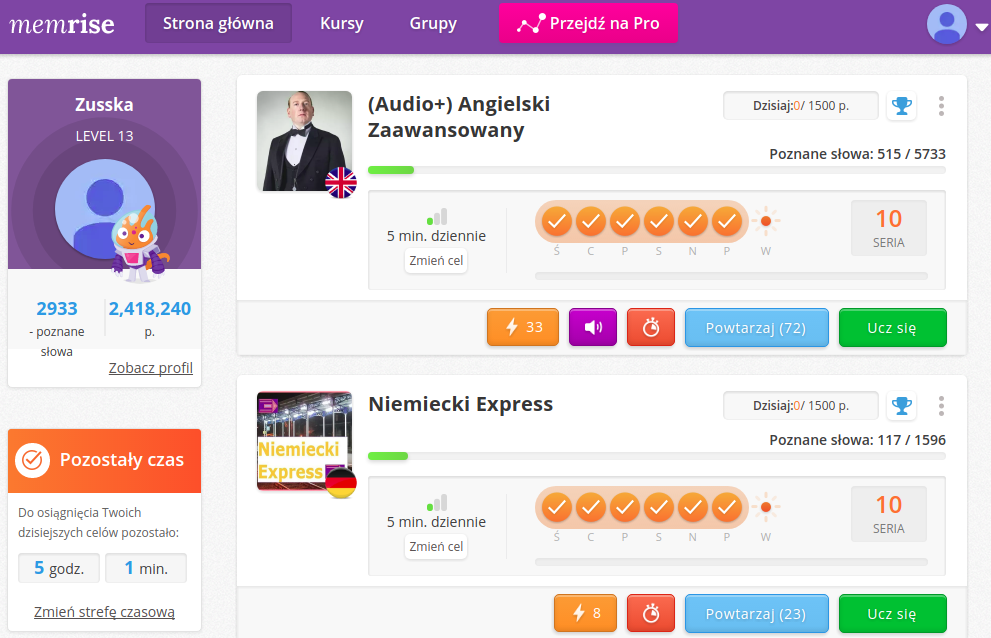 memrise
Strona główna
Kursy
Grupy
Przejdź na Pro
Zusska
LEVEL 13
2933
- poznane
słowa
2,418,240
p.
Zobacz profil
Pozostały czas
Do osiągnięcia Twoich
dzisiejszych celów pozostało:
5 godz.
1 min.
Zmień strefę czasową
(Audio+) Angielski
Zaawansowany
Dzisiaj:0/ 1500 p.
Poznane słowa: 515 / 5733
5 min. dziennie
Zmień cel
Ś C P S N P W
10
SERIA
33
Powtarzaj (72)
Ucz się
Niemiecki
Express
Niemiecki Express
Dzisiaj:0/ 1500 p.
Poznane słowa: 117 / 1596
5 min. dziennie
Zmień cel
Ś C P S N P W
10
SERIA
8
Powtarzaj (23)
Ucz się